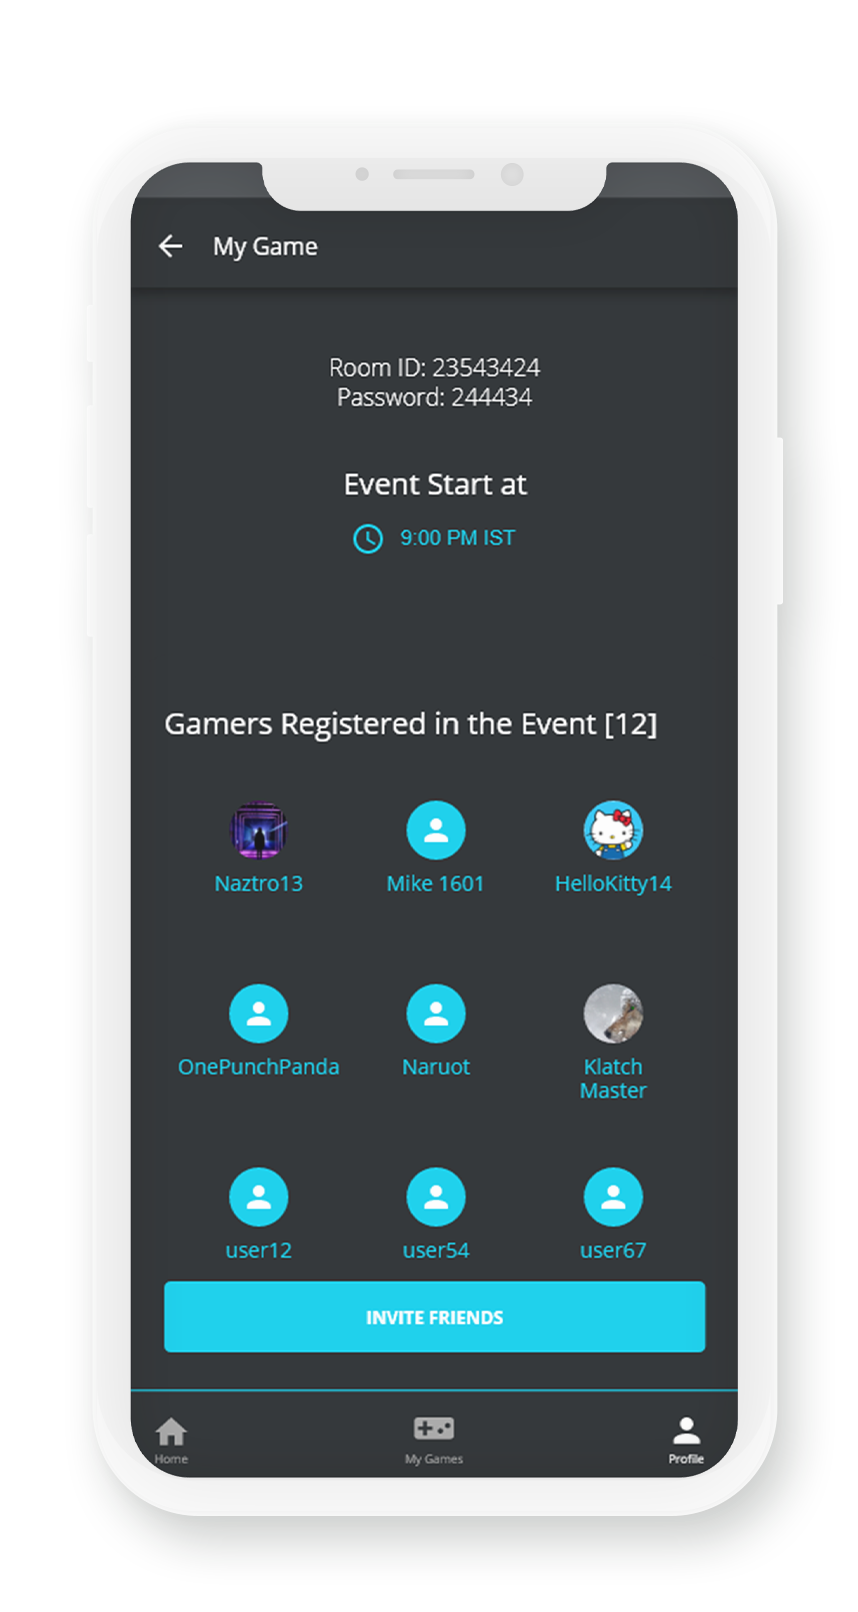 My Game
Room ID: 23543424
Password: 244434
Event Start at
9:00 PM IST
Gamers Registered in the Event [12]
Naztro13
Mike 1601
HelloKitty14
OnePunchPanda
Naruot
Klatch
Master
user12
user54
user67
INVITE FRIENDS
Home
My Games
Profile